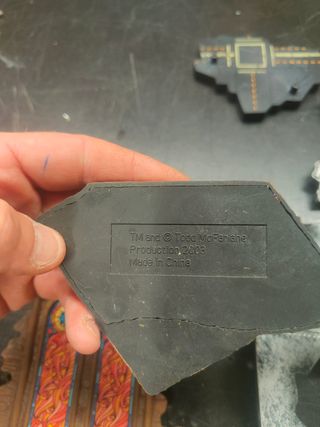 TM and © Todd McFarlane
Production 2003
Made in China